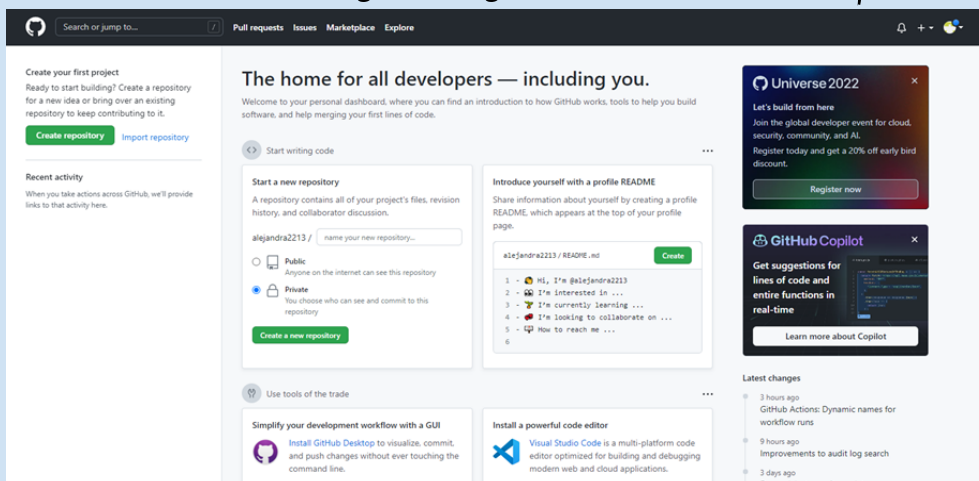 Search or jump to... /
Pull requests Issues Marketplace Explore
Create your first project
Ready to start building? Create a repository
for a new idea or bring over an existing
repository to keep contributing to it.
Create repository Import repository
Recent activity
When you take actions across GitHub, we'll provide
links to that activity here.
The home for all developers — including you.
Welcome to your personal dashboard, where you can find an introduction to how GitHub works, tools to help you build
software, and help merging your first lines of code.
Start writing code
Start a new repository
A repository contains all of your project's files, revision
history, and collaborator discussion.
alejandra2213 / name your new repository...
Public
Anyone on the internet can see this repository
Private
You choose who can see and commit to this
repository
Create a new repository
Introduce yourself with a profile README
Share information about yourself by creating a profile
README, which appears at the top of your profile
page.
alejandra2213/README.md Create
1 - 👋 Hi, I'm @alejandra2213
2 - 👀 I'm interested in ...
3 - 🌱 I'm currently learning ...
4 - 💞️ I'm looking to collaborate on ...
5 - 📫 How to reach me ...
6
Use tools of the trade
Simplify your development workflow with a GUI
Install GitHub Desktop to visualize, commit,
and push changes without ever touching the
command line.
Install a powerful code editor
Visual Studio Code is a multi-platform code
editor optimized for building and debugging
modern web and cloud applications.
Universe2022
Let's build from here
Join the global developer event for cloud,
security, community, and AI.
Register today and get a 20% off early bird
discount.
Register now
GitHub Copilot
Get suggestions for
lines of code and
entire functions in
real-time
Learn more about Copilot
Latest changes
3 hours ago
GitHub Actions: Dynamic names for
workflow runs
9 hours ago
Improvements to audit log search
3 days ago